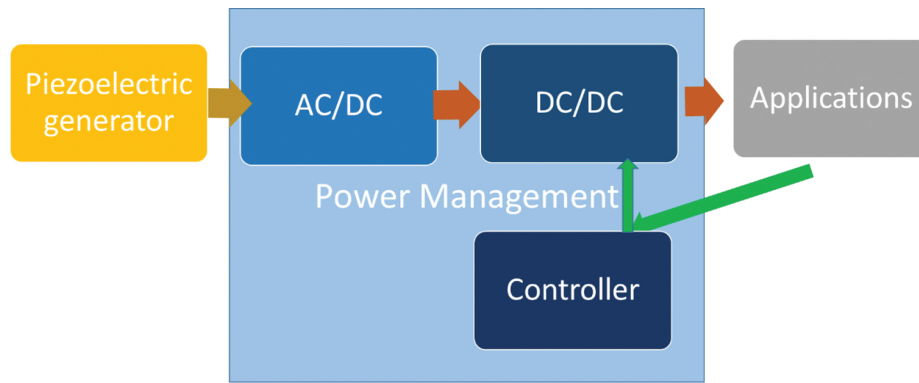 Piezoelectric
generator
AC/DC
DC/DC
Applications
Power Management
Controller